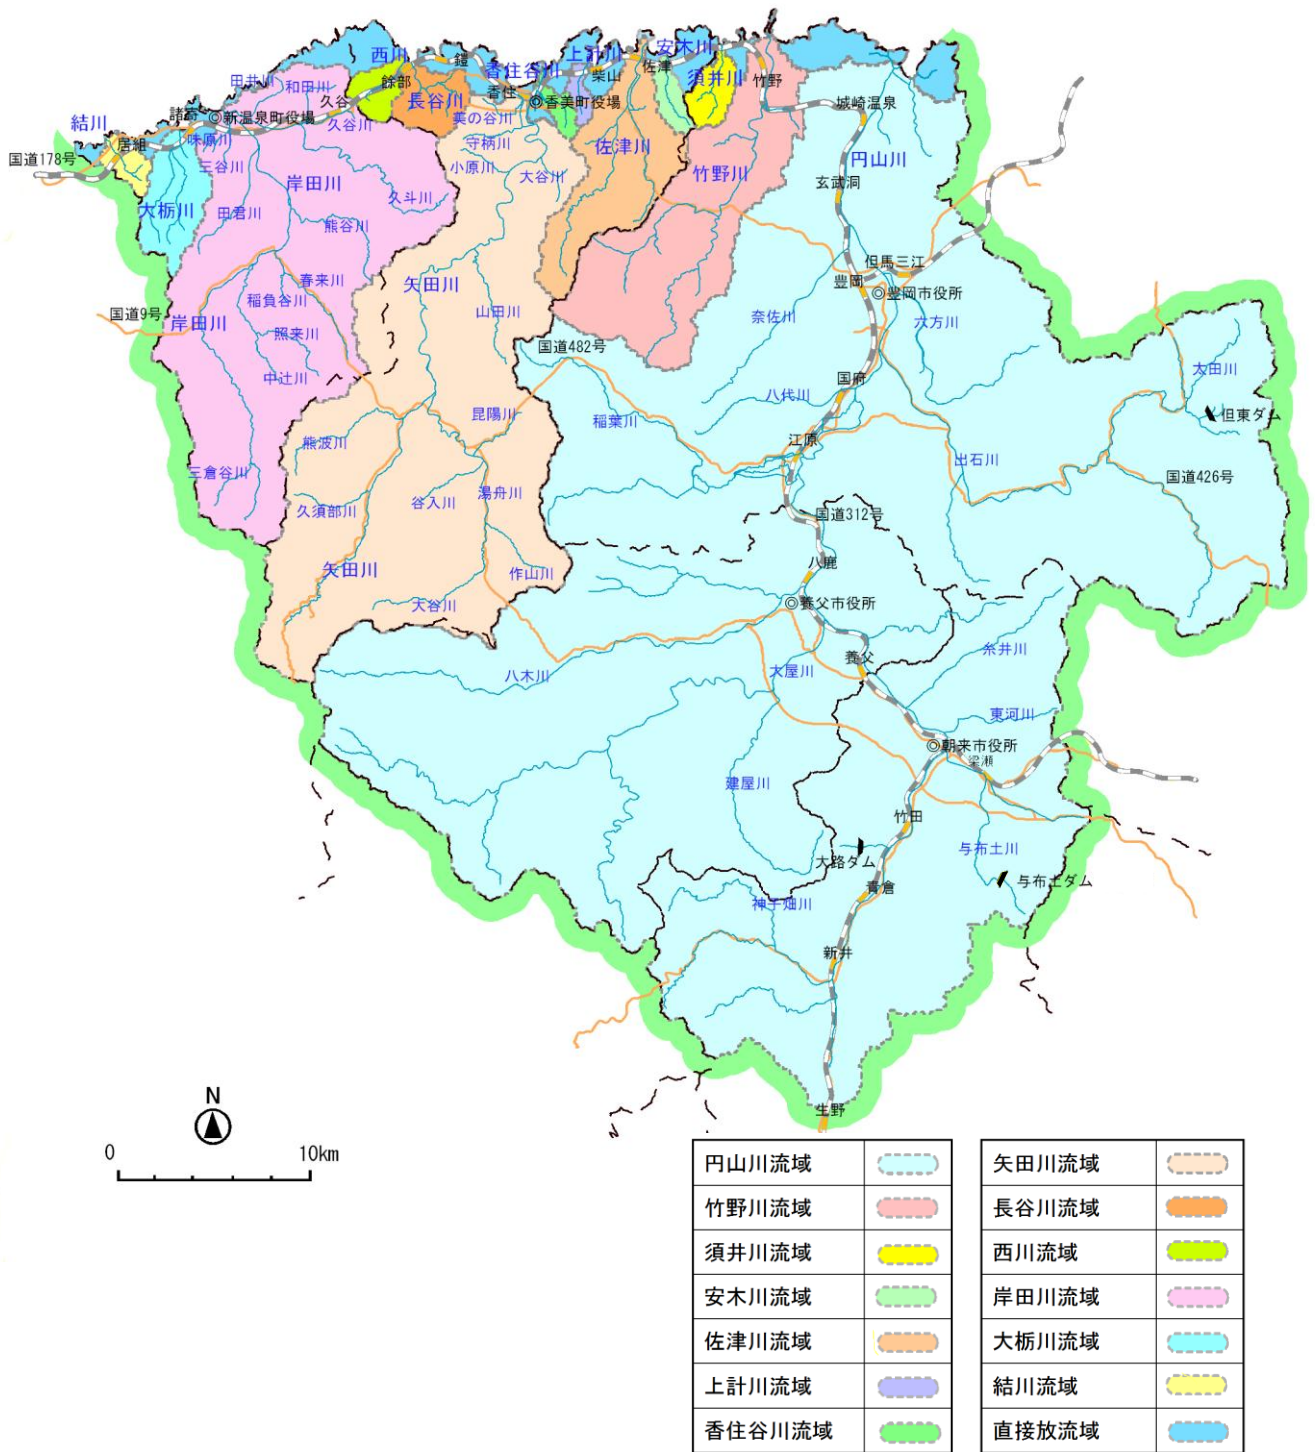 西川
鎧
上計川
安木川
香住谷川
柴山
佐津
須井川
竹野
田井川
和田川
餘部
久谷
長谷川
香住
香美町役場
城崎温泉
諸寄
新温泉町役場
結川
味原川
久谷川
美の谷川
居組
国道178号
三谷川
守柄川
小原川
大谷川
佐津川
円山川
岸田川
竹野川
玄武洞
大栃川
田君川
久斗川
熊谷川
春来川
矢田川
但馬三江
豊岡
豊岡市役所
稲負谷川
国道9号
岸田川
照来川
山田川
奈佐川
六方川
国道482号
中辻川
国府
太田川
八代川
昆陽川
稲葉川
但東ダム
熊波川
江原
出石川
三倉谷川
谷入川
湯舟川
国道426号
久須部川
国道312号
矢田川
作山川
八鹿
大谷川
養父市役所
養父
糸井川
八木川
大屋川
東河川
朝来市役所
梁瀬
建屋川
竹田
大路ダム
与布土川
青倉
与布土ダム
神子畑川
新井
生野
N
0 10km
円山川流域 矢田川流域
竹野川流域 長谷川流域
須井川流域 西川流域
安木川流域 岸田川流域
佐津川流域 大栃川流域
上計川流域 結川流域
香住谷川流域 直接放流域